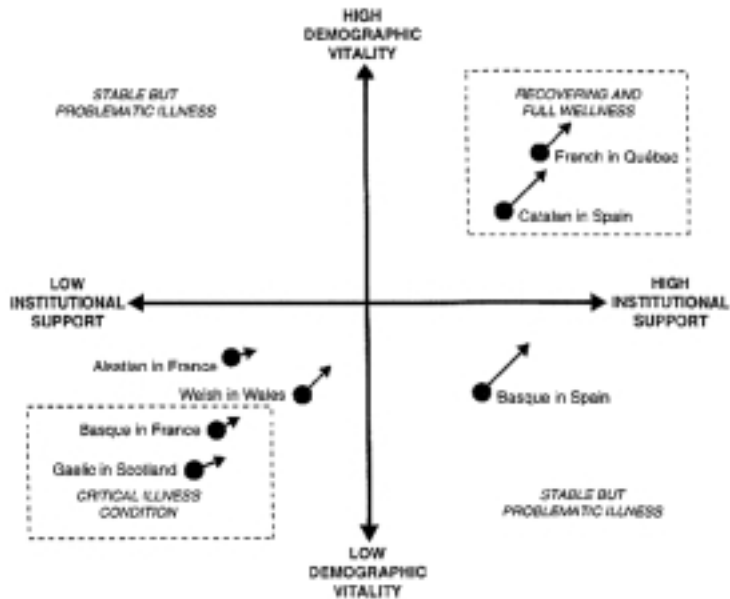 HIGH
DEMOGRAPHIC
VITALITY
STABLE BUT
PROBLEMATIC ILLNESS
RECOVERING AND
FULL WELLNESS
French in Québec
Catalan in Spain
LOW
INSTITUTIONAL
SUPPORT
HIGH
INSTITUTIONAL
SUPPORT
Alsatian in France
Welsh in Wales
Basque in Spain
Basque in France
Gaelic in Scotland
CRITICAL ILLNESS
CONDITION
STABLE BUT
PROBLEMATIC ILLNESS
LOW
DEMOGRAPHIC
VITALITY